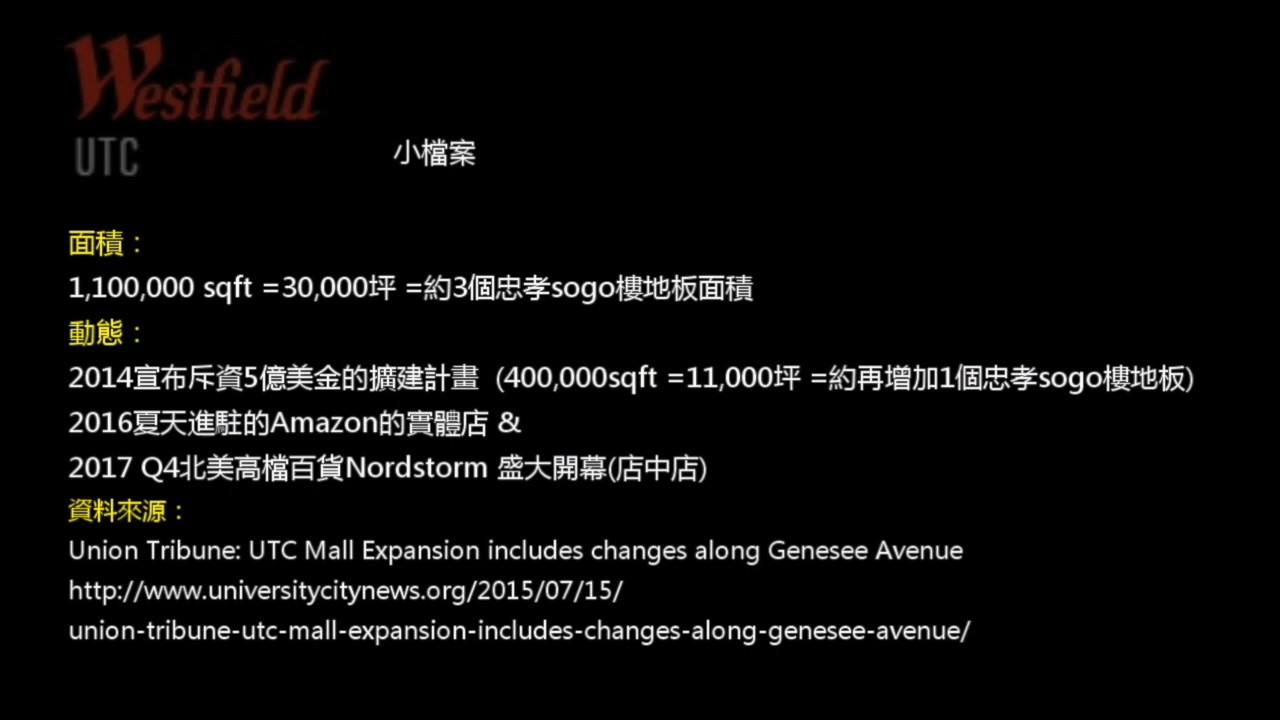 Westfield
UTC
小檔案
面積：
1,100,000 sqft =30,000坪 =約3個忠孝sogo樓地板面積
動態：
2014宣布斥資5億美金的擴建計畫 (400,000sqft =11,000坪 =約再增加1個忠孝sogo樓地板)
2016夏天進駐的Amazon的實體店 &
2017 Q4北美高檔百貨Nordstorm 盛大開幕(店中店)
資料來源：
Union Tribune: UTC Mall Expansion includes changes along Genesee Avenue
http://www.universitycitynews.org/2015/07/15/
union-tribune-utc-mall-expansion-includes-changes-along-genesee-avenue/